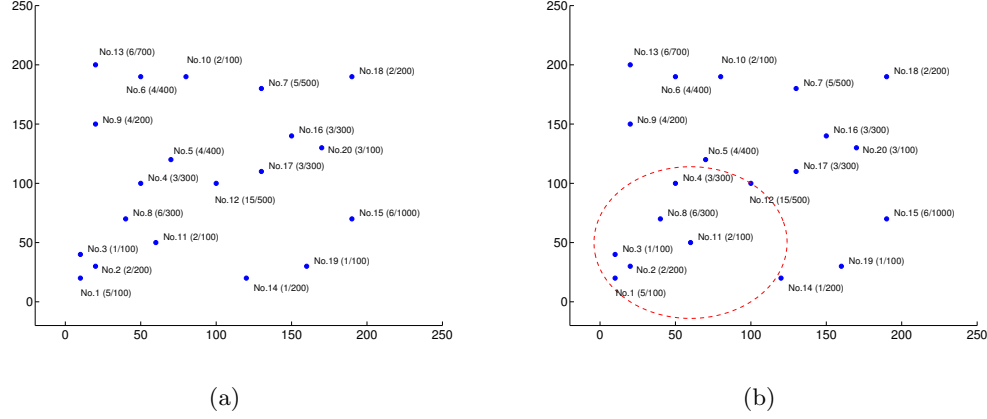 250
200
150
100
50
0
0
50
100
150
200
250
No.13 (6/700)
No.10 (2/100)
No.18 (2/200)
No.7 (5/500)
No.6 (4/400)
No.9 (4/200)
No.16 (3/300)
No.20 (3/100)
No.5 (4/400)
No.17 (3/300)
No.4 (3/300)
No.12 (15/500)
No.8 (6/300)
No.15 (6/1000)
No.11 (2/100)
No.3 (1/100)
No.2 (2/200)
No.19 (1/100)
No.1 (5/100)
No.14 (1/200)
(a)
250
200
150
100
50
0
0
50
100
150
200
250
No.13 (6/700)
No.10 (2/100)
No.18 (2/200)
No.7 (5/500)
No.6 (4/400)
No.9 (4/200)
No.16 (3/300)
No.20 (3/100)
No.5 (4/400)
No.17 (3/300)
No.4 (3/300)
No.12 (15/500)
No.8 (6/300)
No.15 (6/1000)
No.11 (2/100)
No.3 (1/100)
No.2 (2/200)
No.19 (1/100)
No.1 (5/100)
No.14 (1/200)
(b)